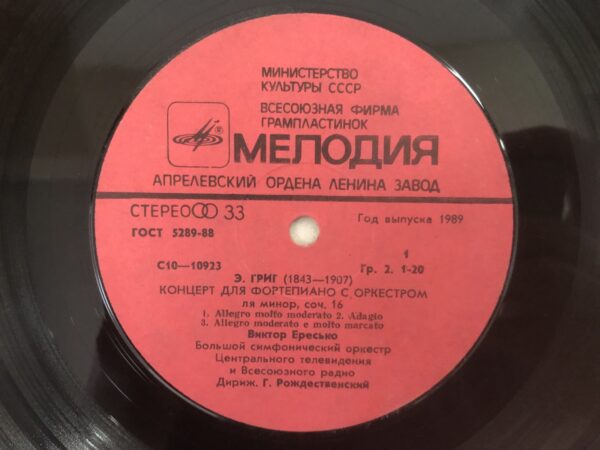 МИНИСТЕРСТВО
КУЛЬТУРЫ СССР
ВСЕСОЮЗНАЯ ФИРМА
ГРАМПЛАСТИНОК
МЕЛОДИЯ
АПРЕЛЕВСКИЙ ОРДЕНА ЛЕНИНА ЗАВОД
СТЕРЕО 33
Год выпуска 1989
ГОСТ 5289-88
1
С10—10923
Гр. 2. 1-20
Э. ГРИГ (1843—1907)
КОНЦЕРТ ДЛЯ ФОРТЕПИАНО С ОРКЕСТРОМ
ЛЯ МИНОР, СОЧ. 16
1. Allegro molto moderato 2. Adagio
3. Allegro moderato e molto marcato
Виктор Ересько
Большой симфонический оркестр
Центрального телевидения
и Всесоюзного радио
Дириж. Г. Рождественский